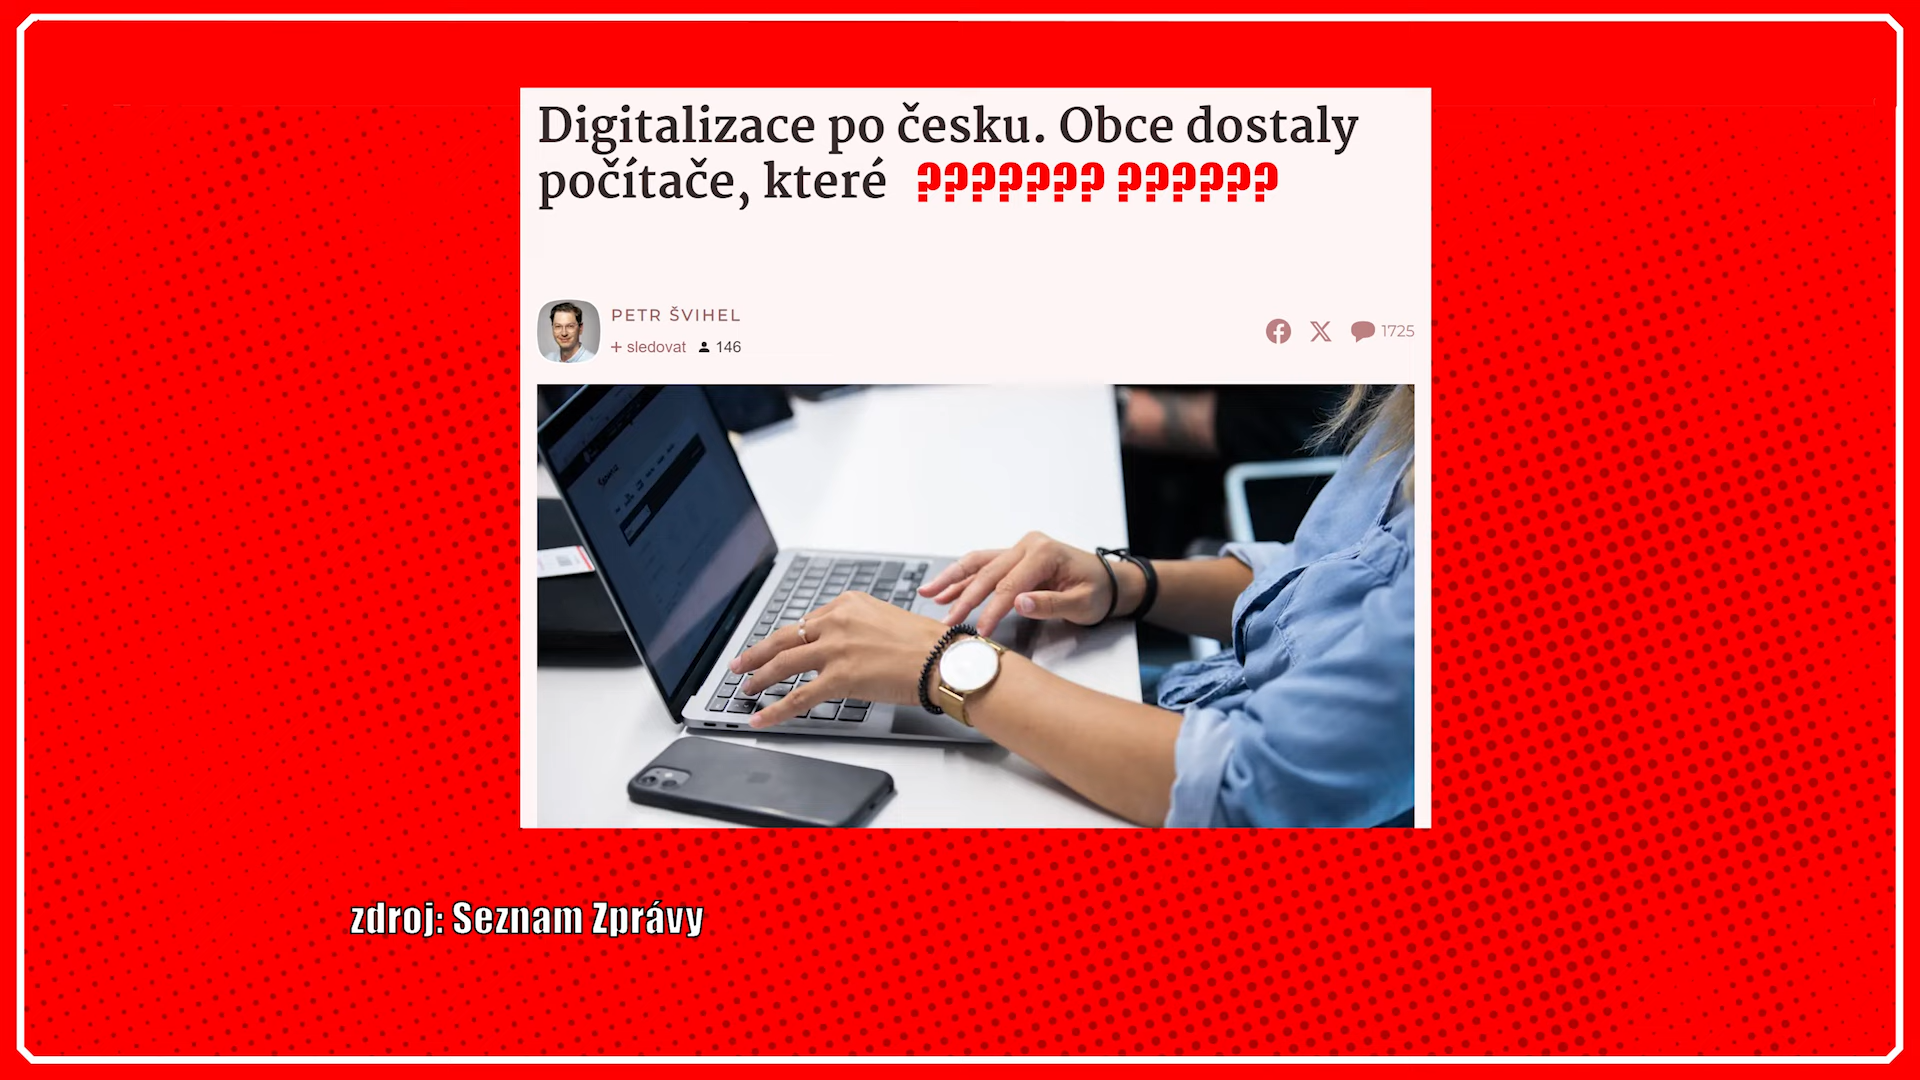 Digitalizace po česku. Obce dostaly
počítače, které ??????? ??????
PETR ŠVIHEL
+ sledovat 146
1725
zdroj: Seznam Zprávy